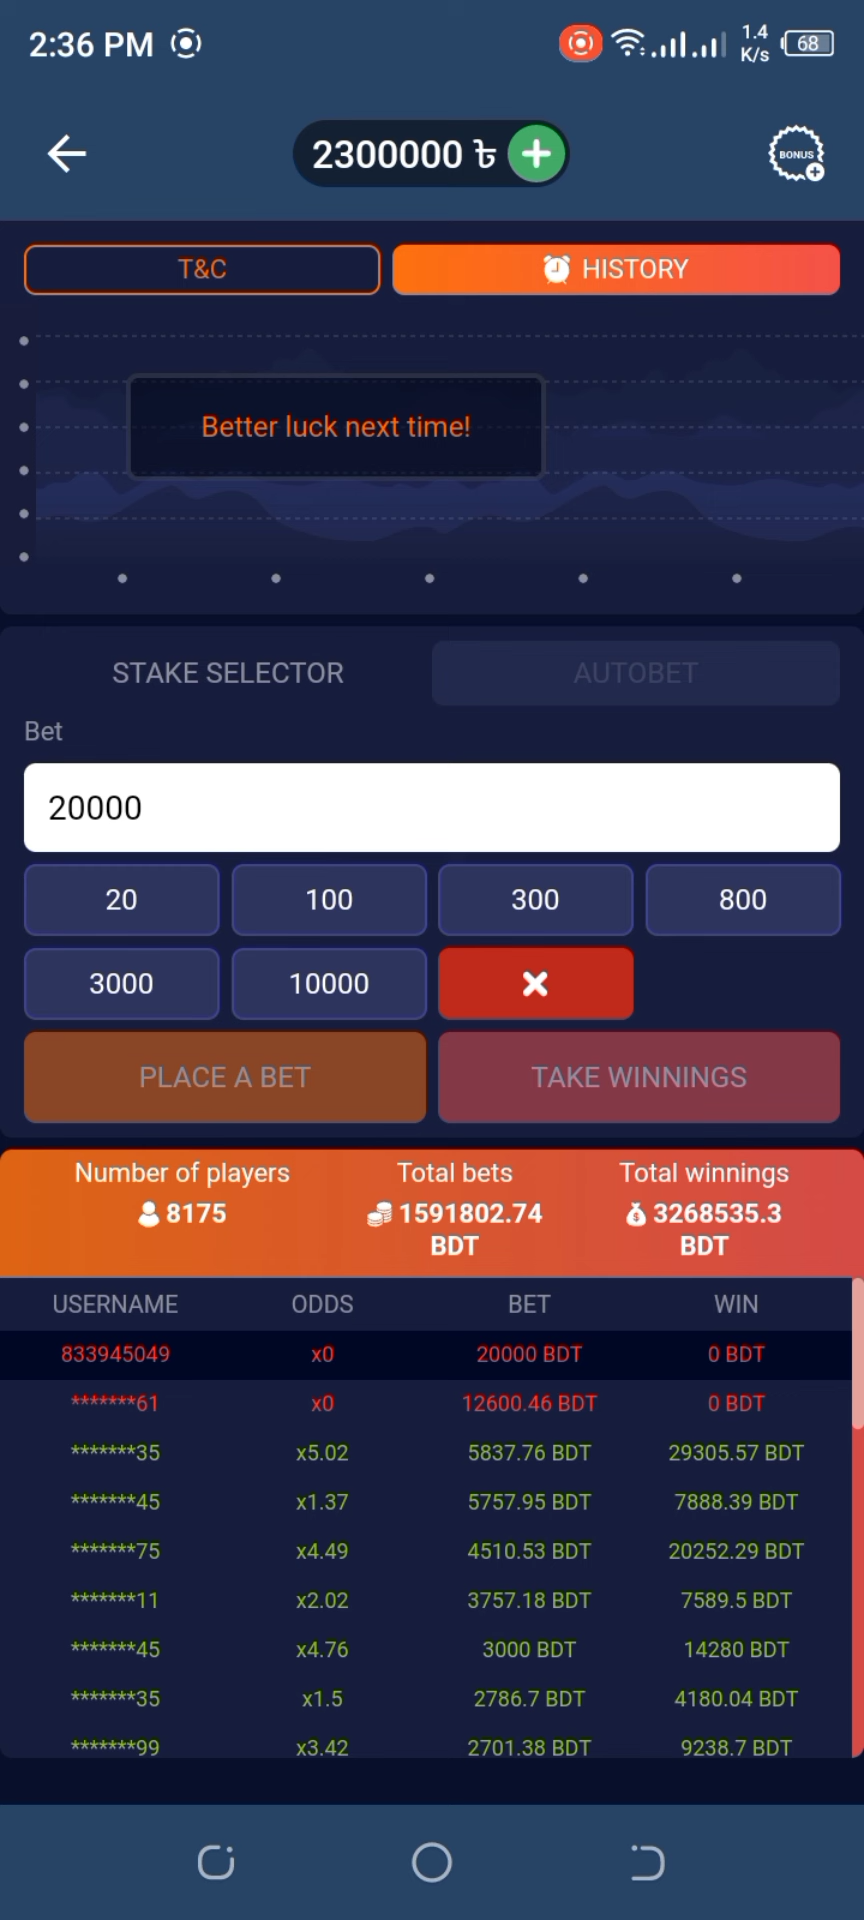 2:36 PM
1.4
K/s
68
2300000 ৳
BONUS
T&C
HISTORY
Better luck next time!
STAKE SELECTOR
AUTOBET
Bet
20000
20 100 300 800
3000 10000
PLACE A BET
TAKE WINNINGS
Number of players Total bets Total winnings
8175 1591802.74 3268535.3
BDT BDT
USERNAME ODDS BET WIN
833945049 x0 20000 BDT 0 BDT
*******61 x0 12600.46 BDT 0 BDT
*******35 x5.02 5837.76 BDT 29305.57 BDT
*******45 x1.37 5757.95 BDT 7888.39 BDT
*******75 x4.49 4510.53 BDT 20252.29 BDT
*******11 x2.02 3757.18 BDT 7589.5 BDT
*******45 x4.76 3000 BDT 14280 BDT
*******35 x1.5 2786.7 BDT 4180.04 BDT
*******99 x3.42 2701.38 BDT 9238.7 BDT